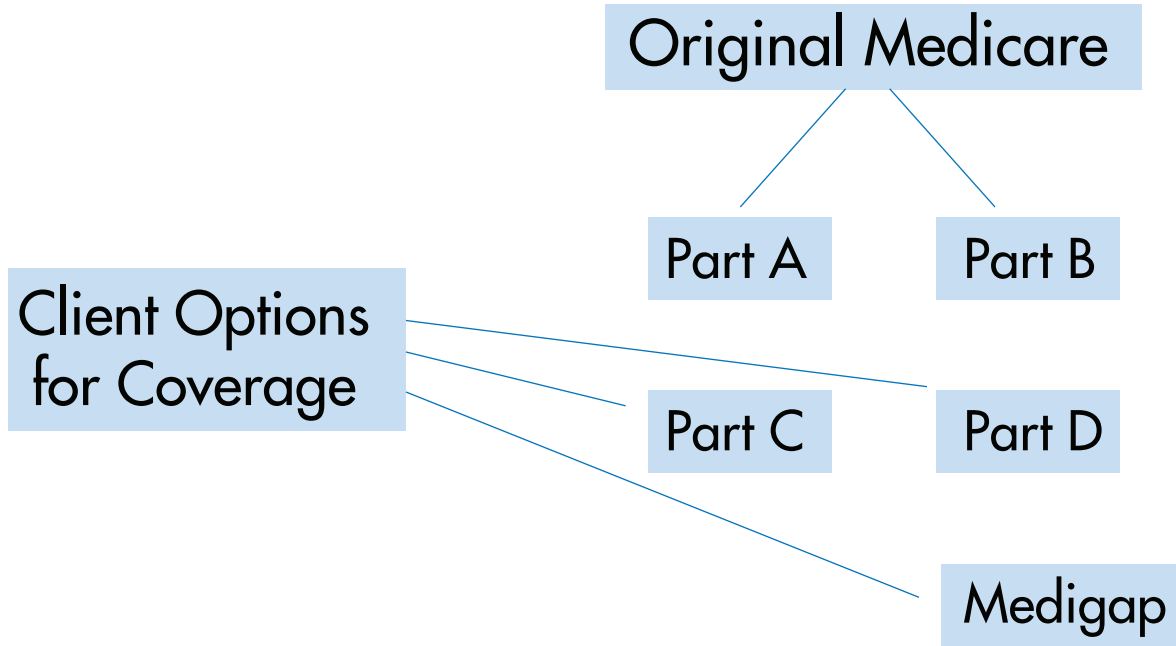 Original Medicare
Part A
Part B
Client Options
for Coverage
Part C
Part D
Medigap